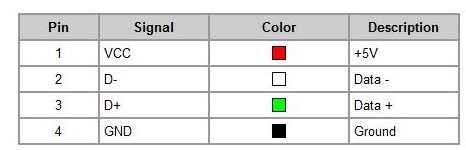 Pin Signal Color Description
1 VCC +5V
2 D- Data -
3 D+ Data +
4 GND Ground